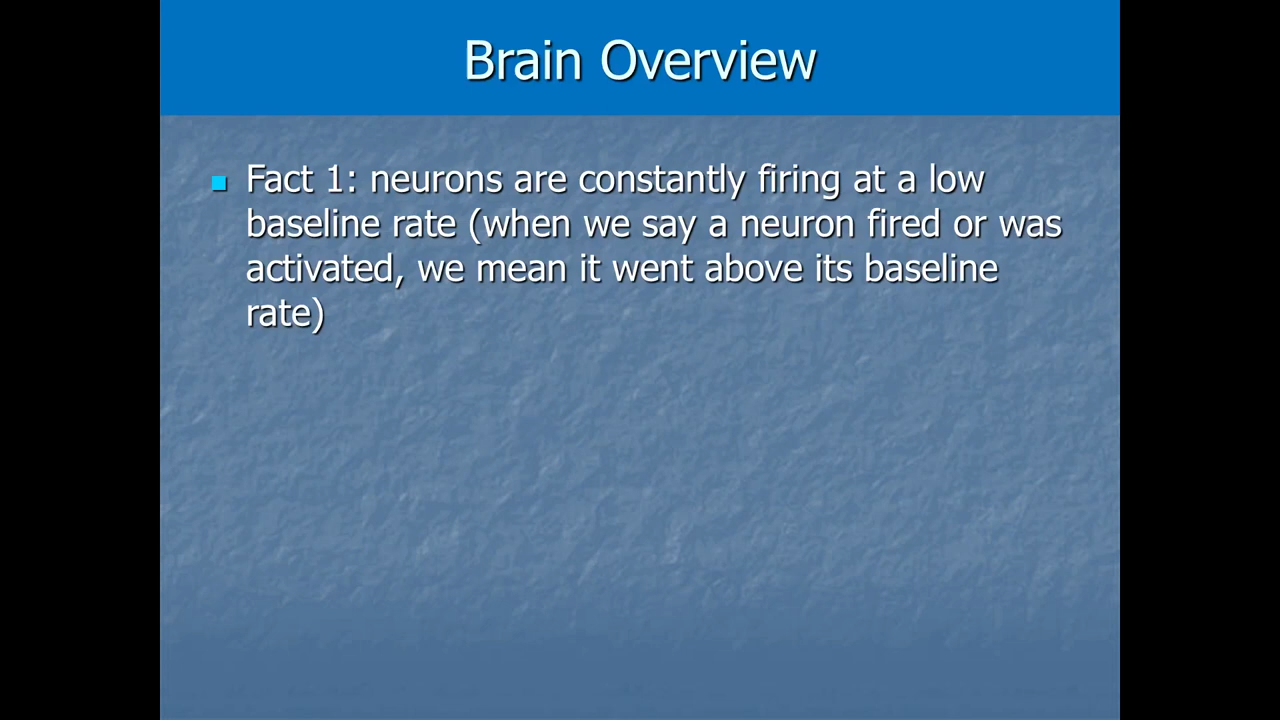 Brain Overview
Fact 1: neurons are constantly firing at a low
baseline rate (when we say a neuron fired or was
activated, we mean it went above its baseline
rate)